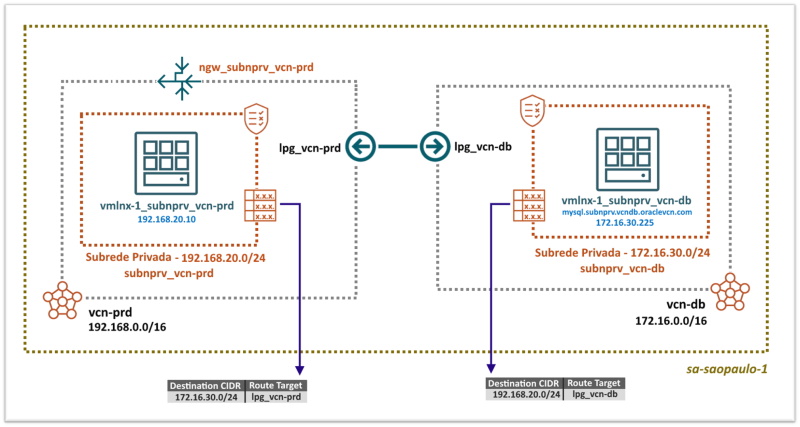 ngw_subnprv_vcn-prd
lpg_vcn-prd
lpg_vcn-db
vmlnx-1_subnprv_vcn-prd
192.168.20.10
x.x.x.
x.x.x.
x.x.x.
Subrede Privada - 192.168.20.0/24
subnprv_vcn-prd
vcn-prd
192.168.0.0/16
vmlnx-1_subnprv_vcn-db
mysql.subnprv.vcndb.oraclevcn.com
172.16.30.225
x.x.x.
x.x.x.
x.x.x.
Subrede Privada - 172.16.30.0/24
subnprv_vcn-db
vcn-db
172.16.0.0/16
sa-saopaulo-1
Destination CIDR Route Target
172.16.30.0/24 lpg_vcn-prd
Destination CIDR Route Target
192.168.20.0/24 lpg_vcn-db